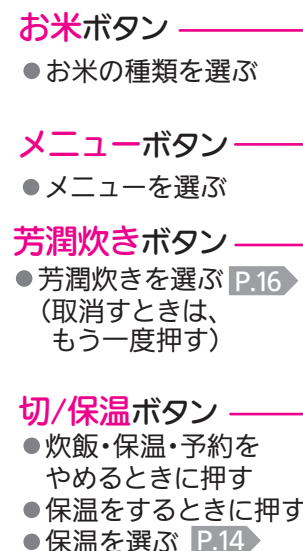 お米ボタン
●お米の種類を選ぶ
メニューボタン
●メニューを選ぶ
芳潤炊きボタン
●芳潤炊きを選ぶ P.16
（取消すときは、
もう一度押す）
切/保温ボタン
●炊飯・保温・予約を
やめるときに押す
●保温をするときに押す
●保温を選ぶ P.14